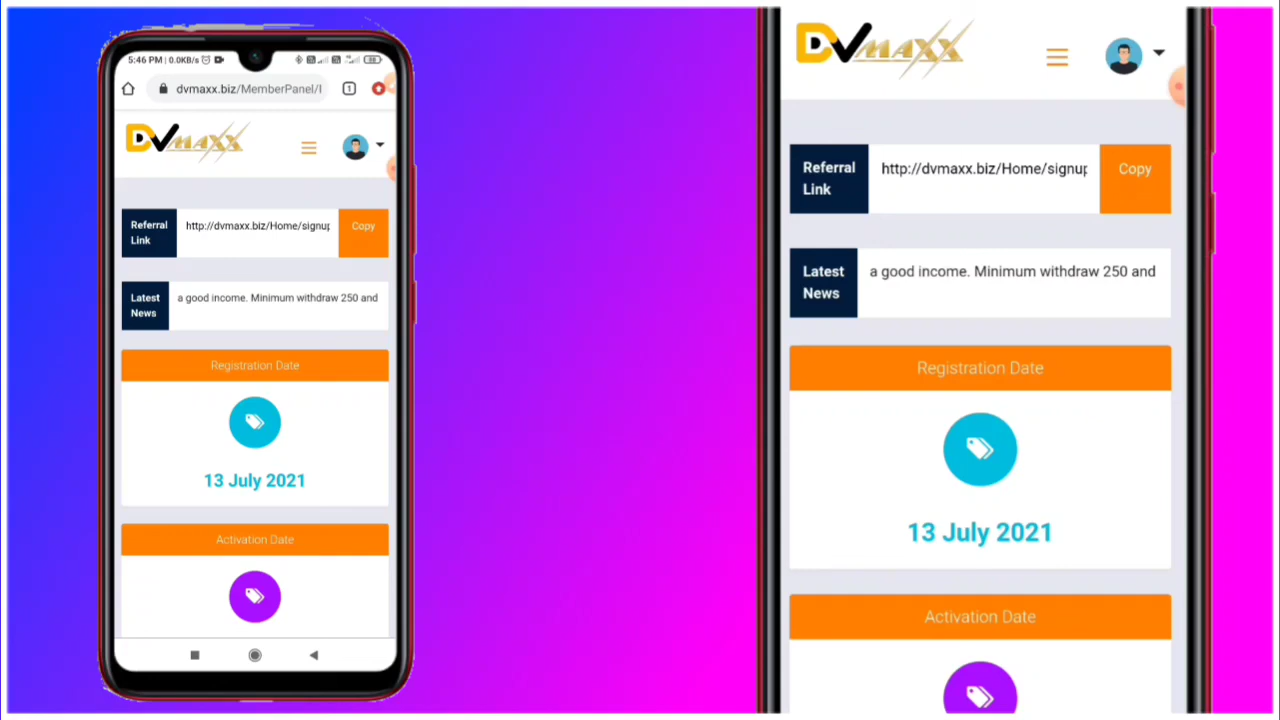 5:46 PM | 0.0KB/s
dvmaxx.biz/MemberPanel/I
1
DVMAXX
Referral
Link
http://dvmaxx.biz/Home/signup
Copy
Latest
News
a good income. Minimum withdraw 250 and
Registration Date
13 July 2021
Activation Date
DVMAXX
Referral
Link
http://dvmaxx.biz/Home/signup
Copy
Latest
News
a good income. Minimum withdraw 250 and
Registration Date
13 July 2021
Activation Date